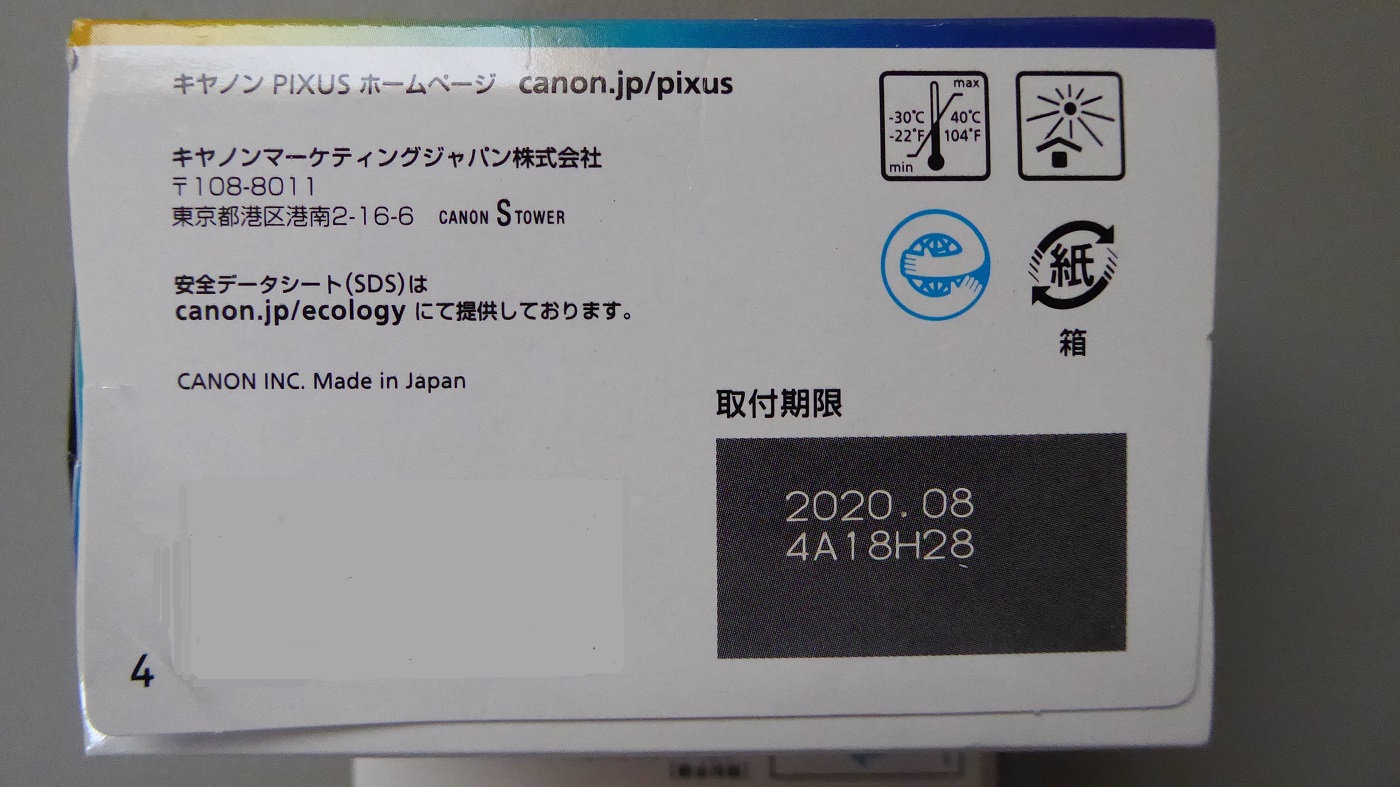 キヤノン PIXUS ホームページ canon.jp/pixus
キヤノンマーケティングジャパン株式会社
〒108-8011
東京都港区港南2-16-6 CANON S TOWER
安全データシート(SDS)は
canon.jp/ecology にて提供しております。
CANON INC. Made in Japan
max
-30℃ 40℃
-22°F 104°F
min
紙
箱
取付期限
2020.08
4A18H28
4